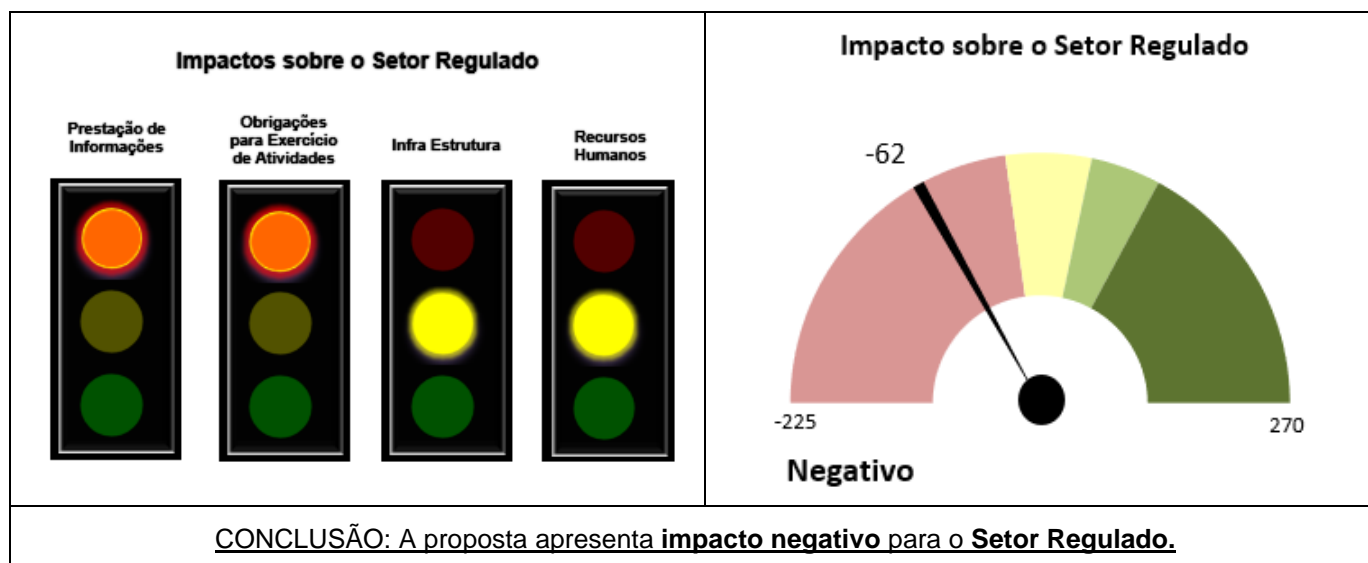 Impactos sobre o Setor Regulado
Prestação de
Informações
Obrigações
para Exercício
de Atividades
Infra Estrutura
Recursos
Humanos
Impacto sobre o Setor Regulado
-62
-225
270
Negativo
CONCLUSÃO: A proposta apresenta impacto negativo para o Setor Regulado.